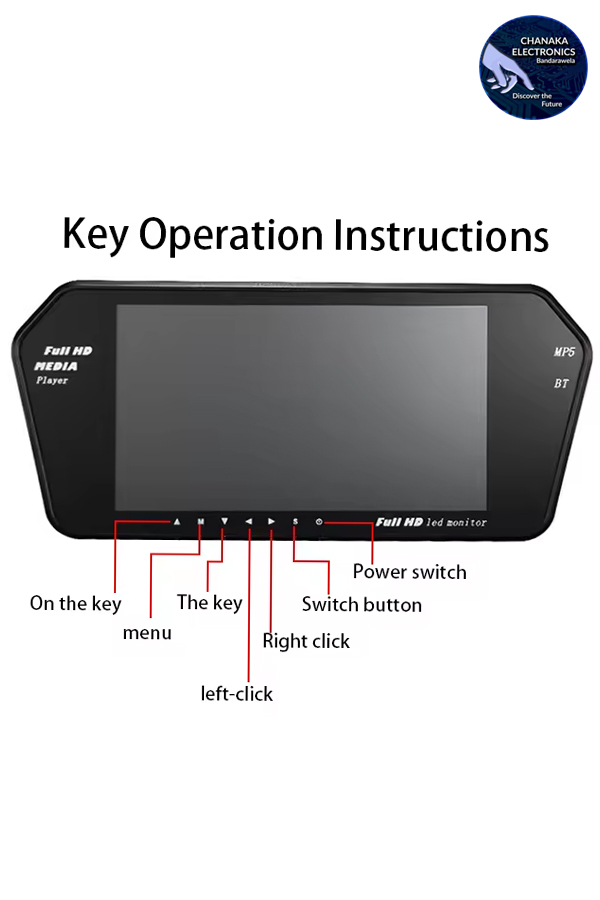 CHANAKA
ELECTRONICS
Bandarawela
Discover the
Future
Key Operation Instructions
Full HD
MEDIA
Player
MP5
BT
M
S
Full HD led monitor
Power switch
On the key
The key
Switch button
menu
Right click
left-click